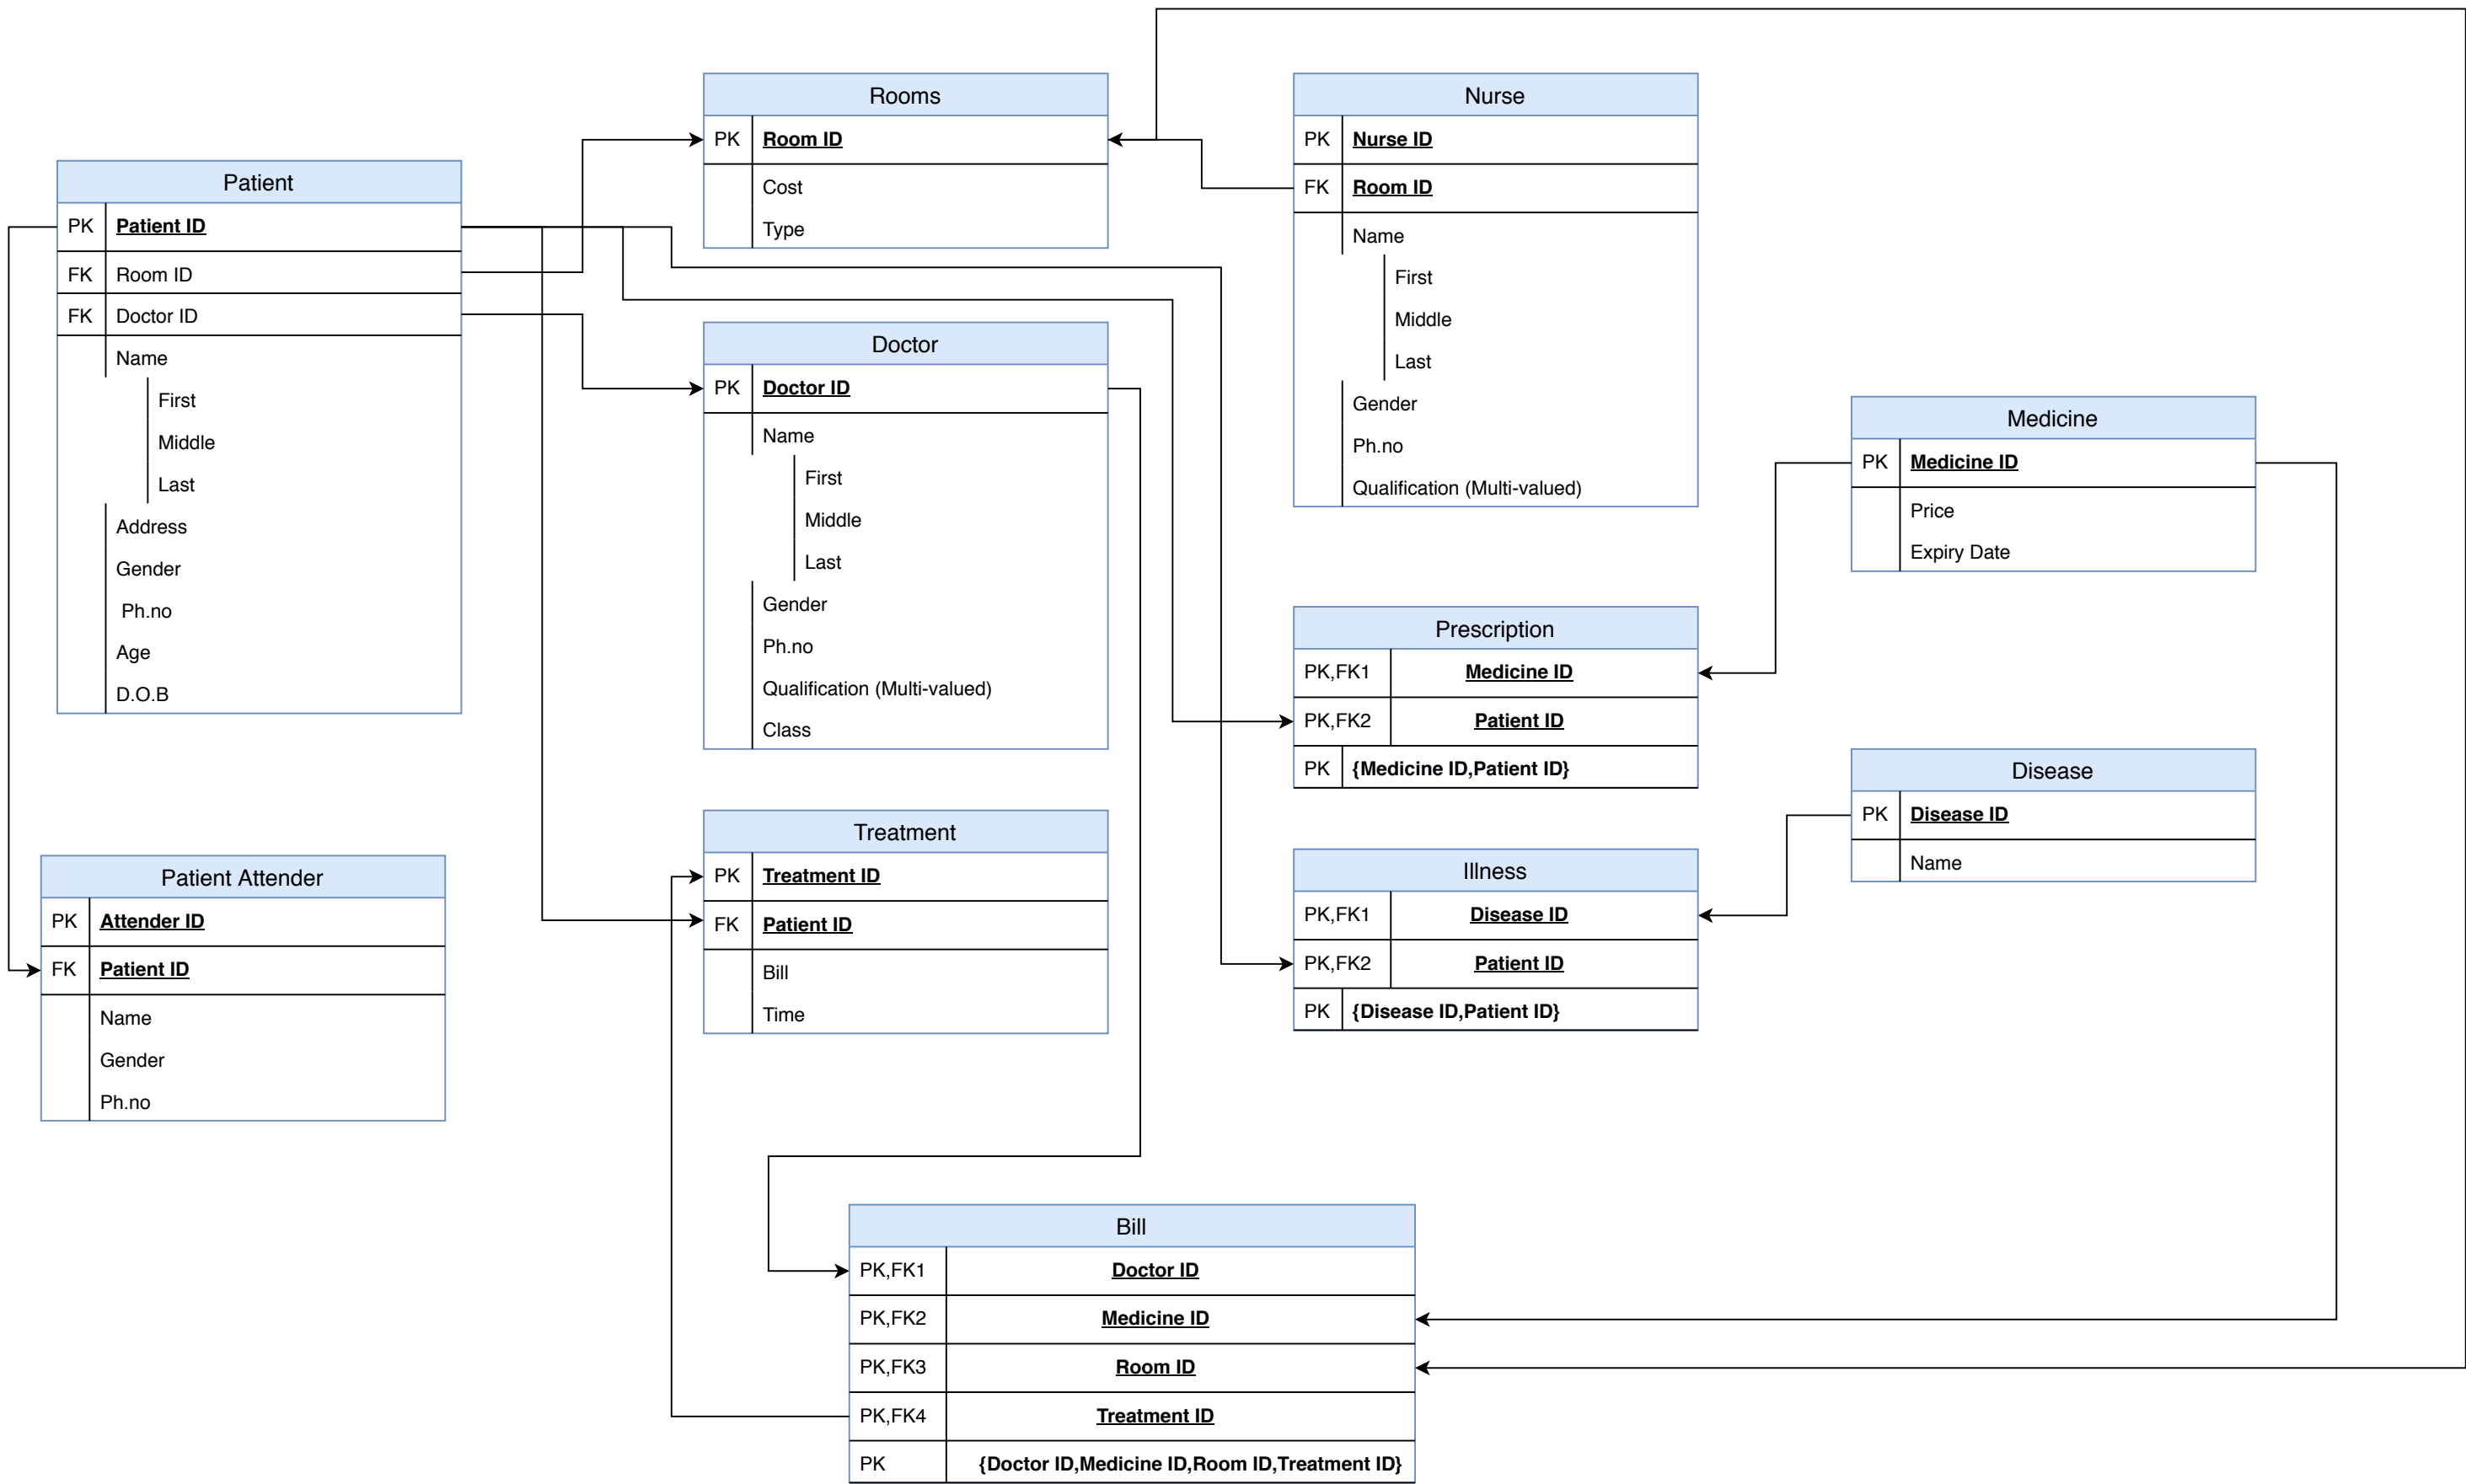 Patient
PK Patient ID
FK Room ID
FK Doctor ID
Name
First
Middle
Last
Address
Gender
Ph.no
Age
D.O.B
Patient Attender
PK Attender ID
FK Patient ID
Name
Gender
Ph.no
Rooms
PK Room ID
Cost
Type
Doctor
PK Doctor ID
Name
First
Middle
Last
Gender
Ph.no
Qualification (Multi-valued)
Class
Treatment
PK Treatment ID
FK Patient ID
Bill
Time
Nurse
PK Nurse ID
FK Room ID
Name
First
Middle
Last
Gender
Ph.no
Qualification (Multi-valued)
Prescription
PK,FK1 Medicine ID
PK,FK2 Patient ID
PK {Medicine ID,Patient ID}
Illness
PK,FK1 Disease ID
PK,FK2 Patient ID
PK {Disease ID,Patient ID}
Medicine
PK Medicine ID
Price
Expiry Date
Disease
PK Disease ID
Name
Bill
PK,FK1 Doctor ID
PK,FK2 Medicine ID
PK,FK3 Room ID
PK,FK4 Treatment ID
PK {Doctor ID,Medicine ID,Room ID,Treatment ID}